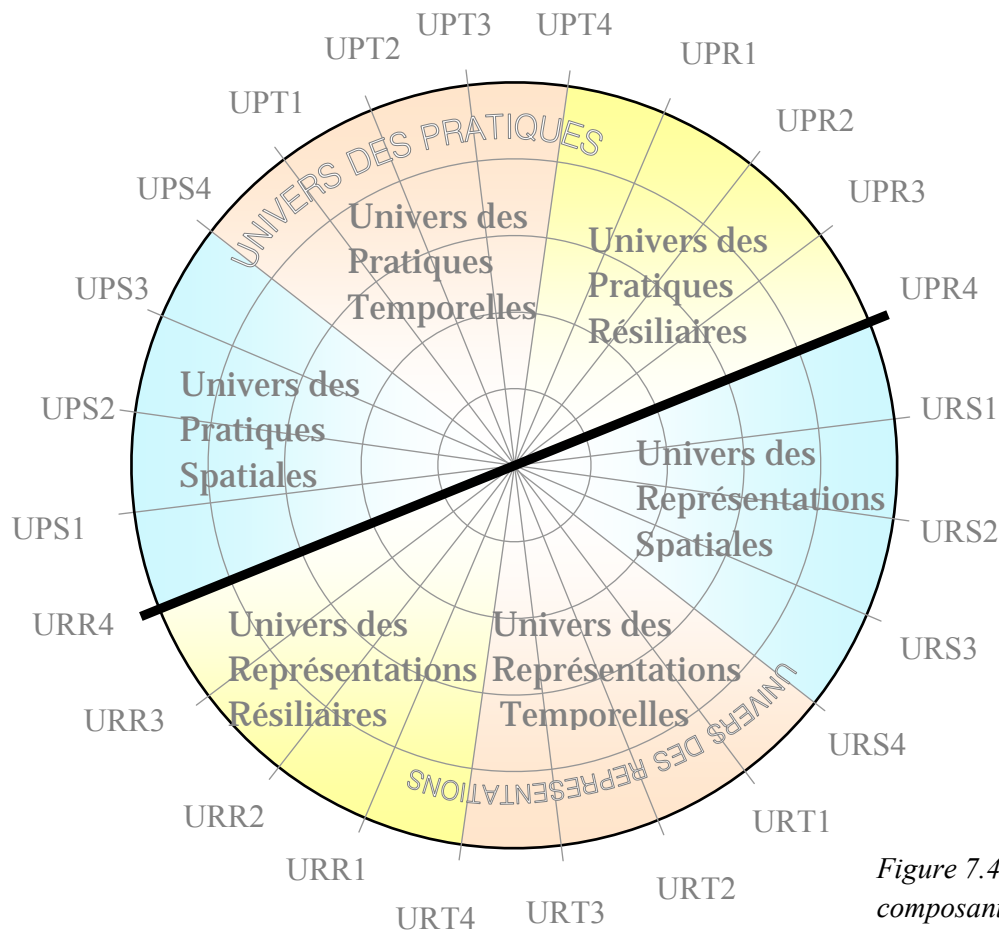 UPT3
UPT4
UPT2
UPR1
UPT1
UPR2
UPS4
UPR3
UNIVERS DES PRATIQUES
Univers des
Pratiques
Temporelles
Univers des
Pratiques
Résiliaires
UPS3
UPR4
Univers des
Pratiques
Spatiales
UPS2
URS1
Univers des
Représentations
Spatiales
UPS1
URS2
URR4
URS3
Univers des
Représentations
Résiliaires
Univers des
Représentations
Temporelles
UNIVERS DES REPRESENTATIONS
URR3
URS4
URR2
URT1
URR1
URT2
URT4
URT3
Figure 7.4
composant